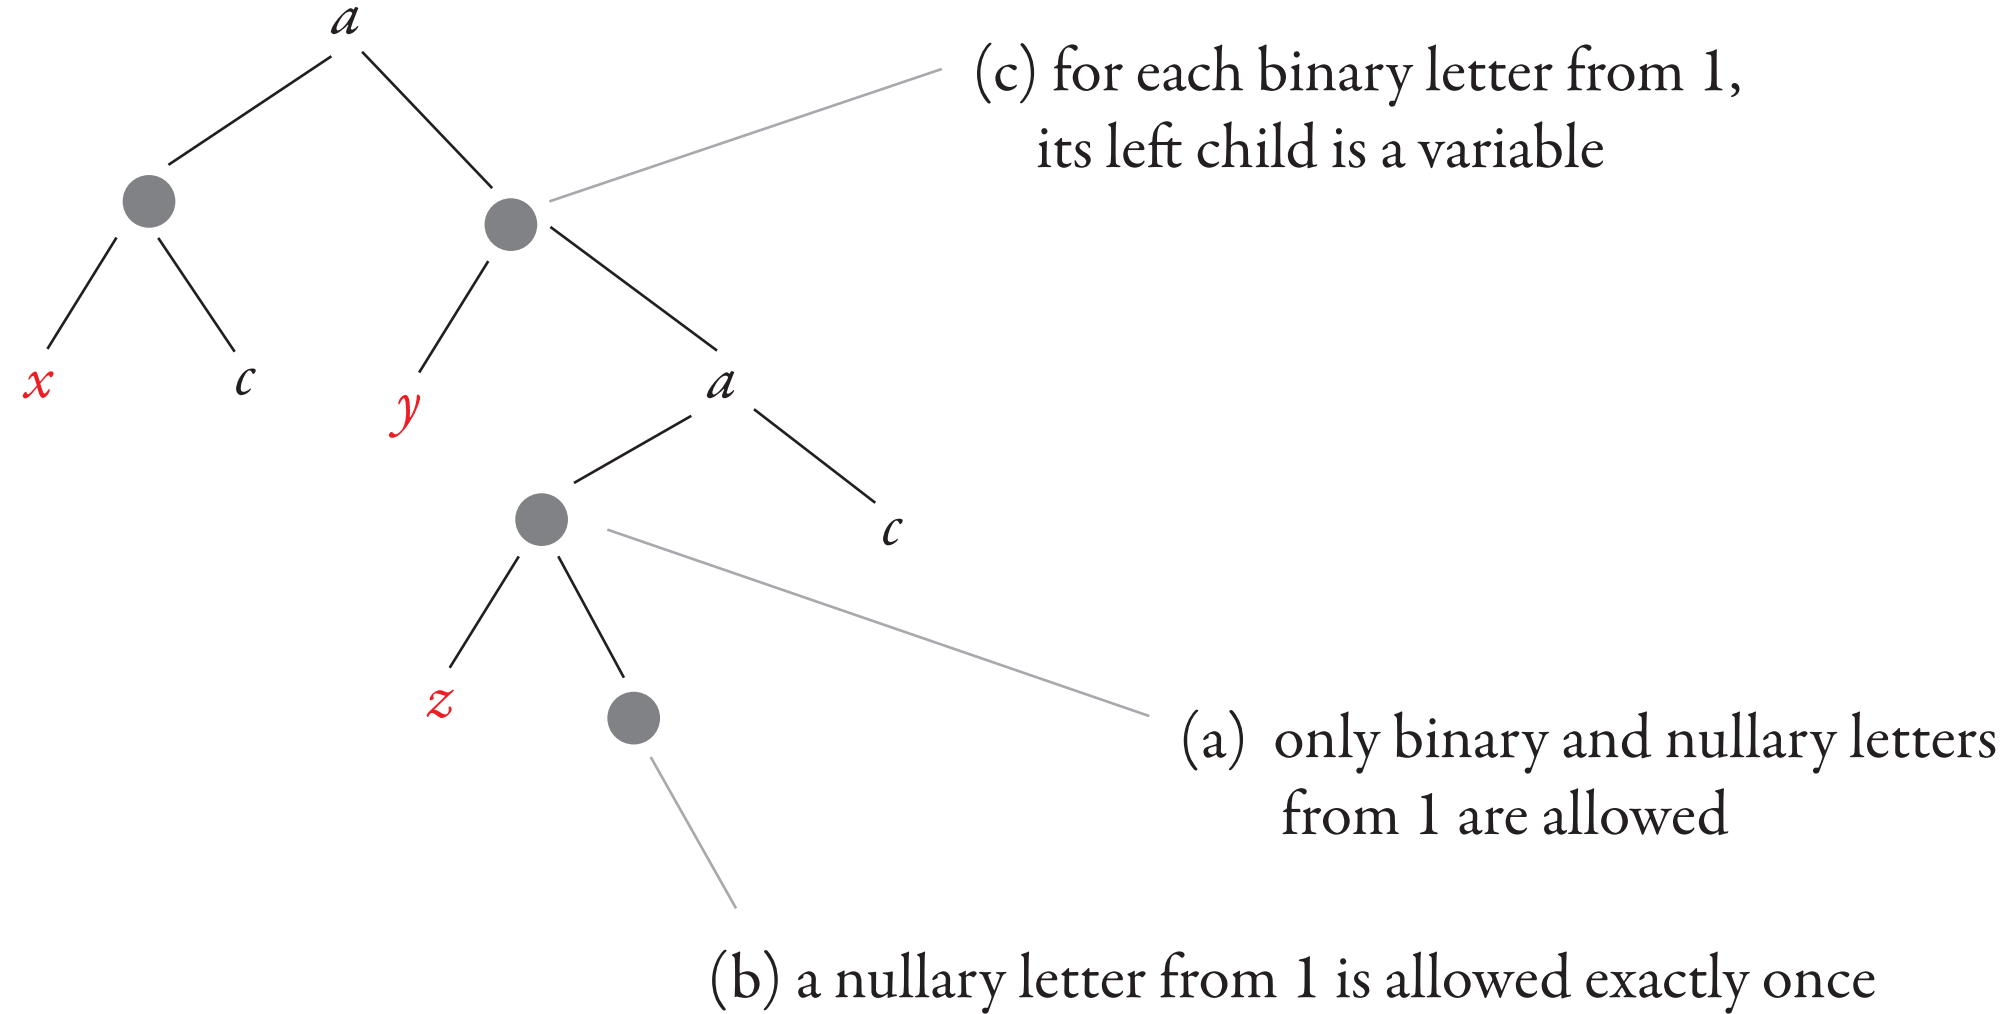 a
(c) for each binary letter from 1,
its left child is a variable
x
c
y
a
c
z
(a) only binary and nullary letters
from 1 are allowed
(b) a nullary letter from 1 is allowed exactly once